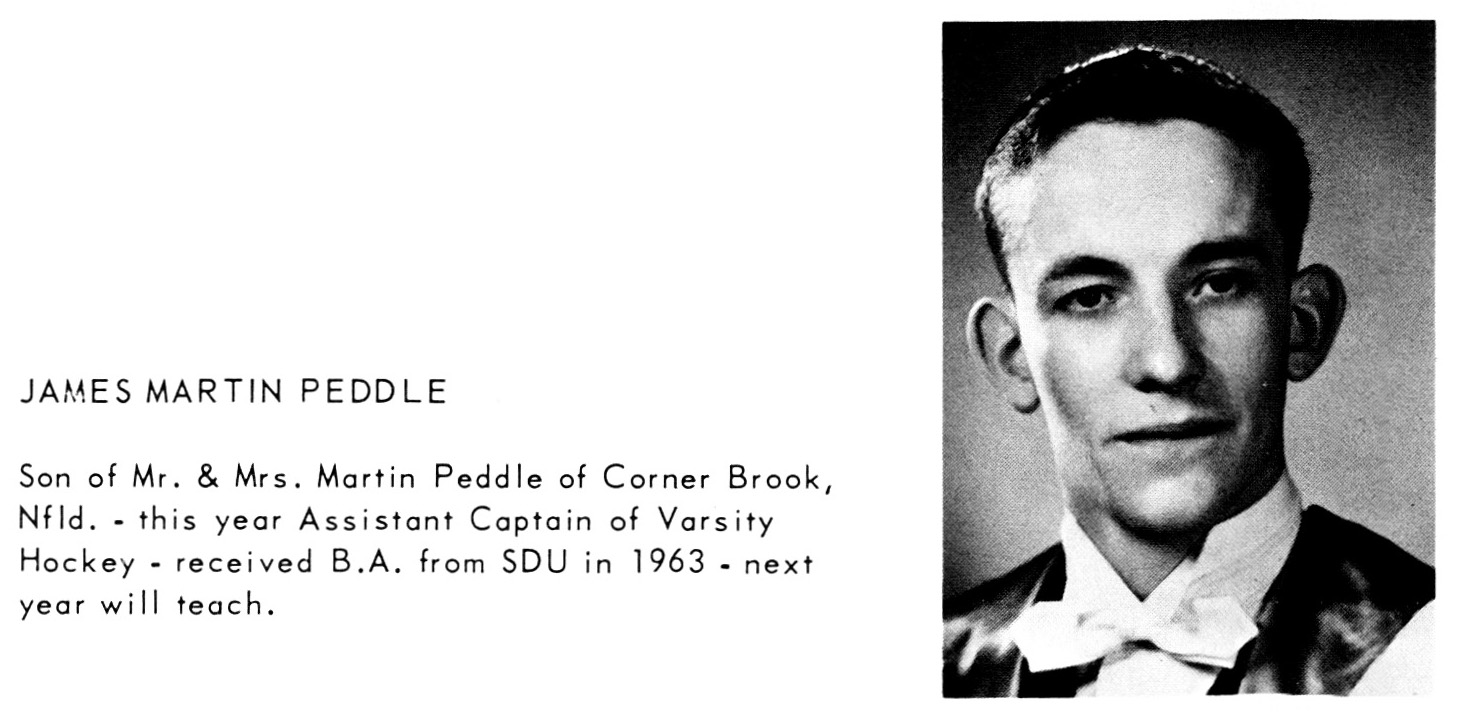 JAMES MARTIN PEDDLE
Son of Mr. & Mrs. Martin Peddle of Corner Brook,
Nfld. - this year Assistant Captain of Varsity
Hockey - received B.A. from SDU in 1963 - next
year will teach.